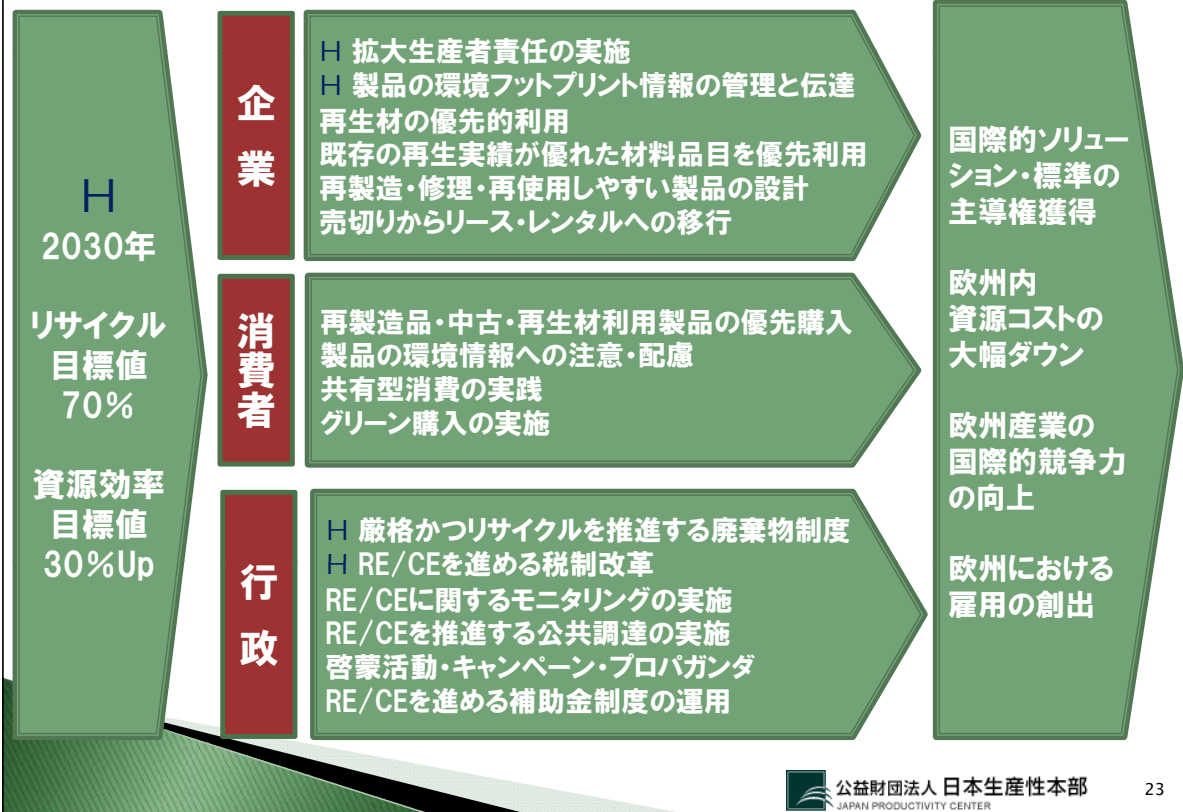 H
2030年
リサイクル
目標値
70%
資源効率
目標値
30%Up
企
業
H 拡大生産者責任の実施
H 製品の環境フットプリント情報の管理と伝達
再生材の優先的利用
既存の再生実績が優れた材料品目を優先利用
再製造・修理・再使用しやすい製品の設計
売切りからリース・レンタルへの移行
消
費
者
再製造品・中古・再生材利用製品の優先購入
製品の環境情報への注意・配慮
共有型消費の実践
グリーン購入の実施
行
政
H 厳格かつリサイクルを推進する廃棄物制度
H RE/CEを進める税制改革
RE/CEに関するモニタリングの実施
RE/CEを推進する公共調達の実施
啓蒙活動・キャンペーン・プロパガンダ
RE/CEを進める補助金制度の運用
国際的ソリュー
ション・標準の
主導権獲得
欧州内
資源コストの
大幅ダウン
欧州産業の
国際的競争力
の向上
欧州における
雇用の創出
公益財団法人 日本生産性本部
JAPAN PRODUCTIVITY CENTER
23